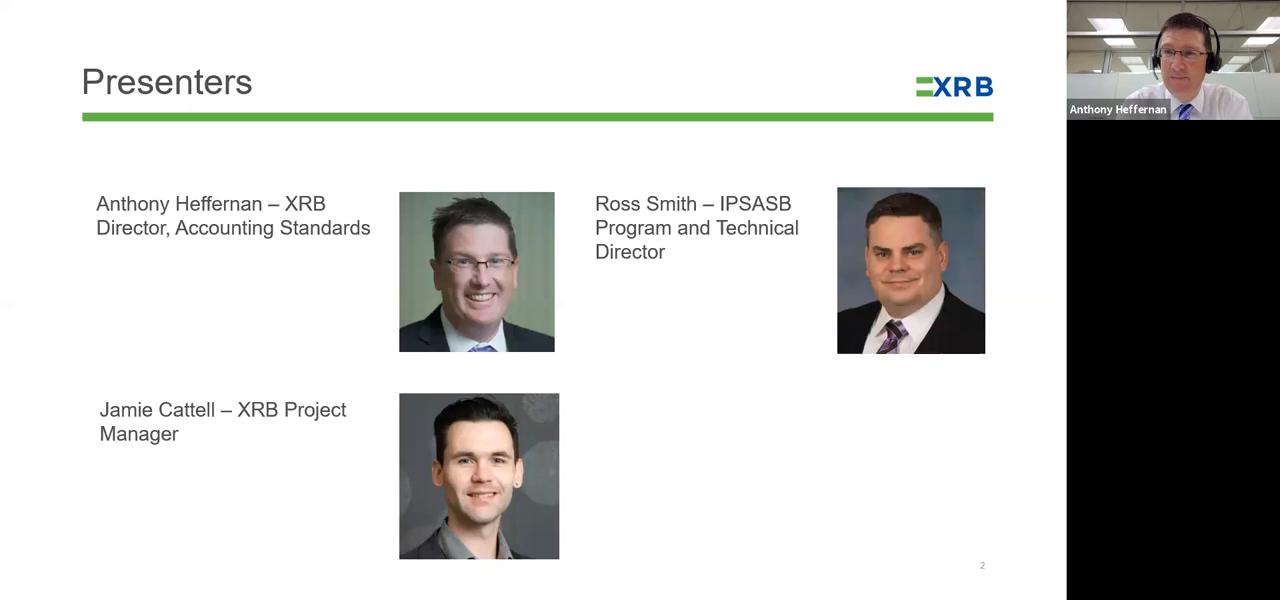 Presenters
XRB
Anthony Heffernan
Anthony Heffernan – XRB
Director, Accounting Standards
Ross Smith – IPSASB
Program and Technical
Director
Jamie Cattell – XRB Project
Manager
2